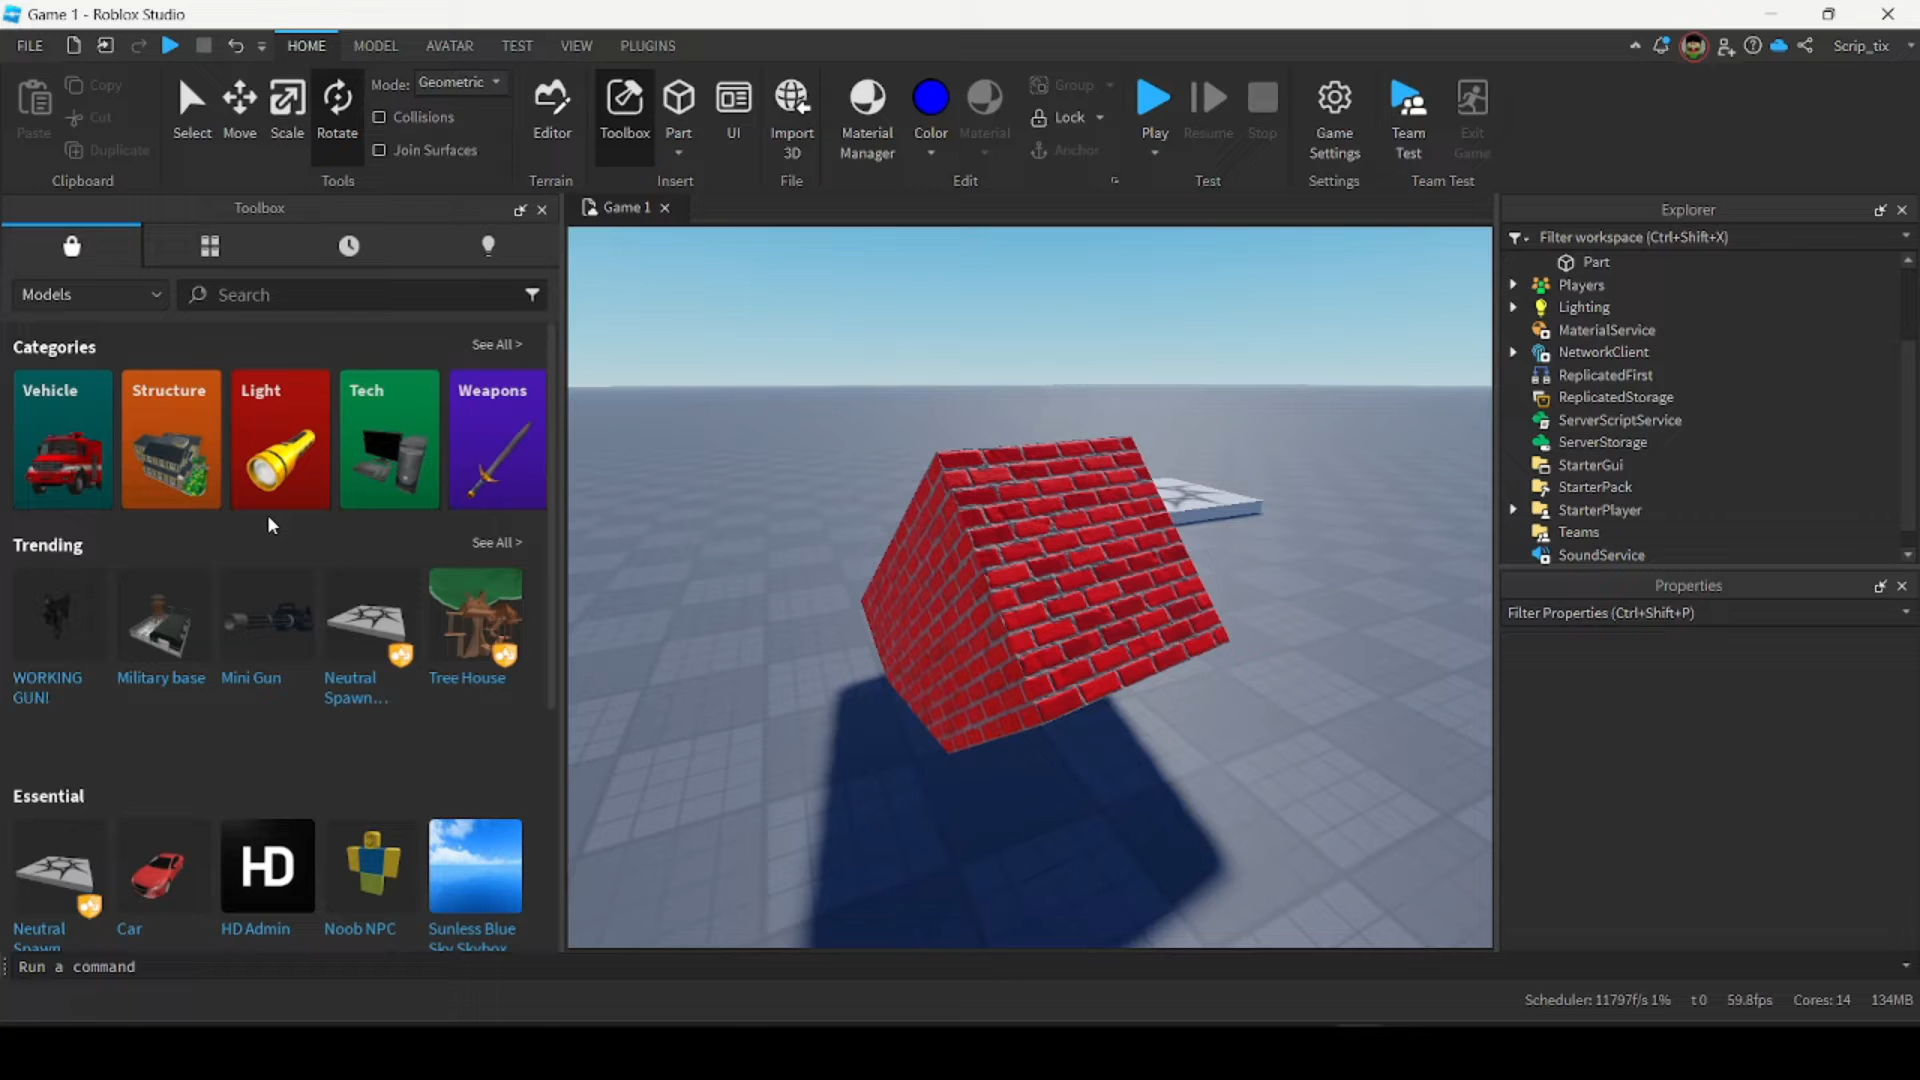 Game 1 - Roblox Studio
FILE HOME MODEL AVATAR TEST VIEW PLUGINS Scrip_tix
Paste
Copy
Cut
Duplicate
Clipboard
Select Move Scale Rotate
Mode: Geometric
Collisions
Join Surfaces
Tools
Editor
Terrain
Toolbox Part UI
Insert
Import
3D
File
Material
Manager
Color
Material
Group
Lock
Anchor
Edit
Play Resume Stop
Test
Game
Settings
Settings
Team
Test
Exit
Game
Team Test
Toolbox
Models Search
Categories See All >
Vehicle Structure Light Tech Weapons
Trending See All >
WORKING
GUN!
Military base
Mini Gun
Neutral
Spawn...
Tree House
Essential
HD
Neutral
Spawn
Car
HD Admin
Noob NPC
Sunless Blue
Sky Skybox
Game 1
Explorer
Filter workspace (Ctrl+Shift+X)
Part
Players
Lighting
MaterialService
NetworkClient
ReplicatedFirst
ReplicatedStorage
ServerScriptService
ServerStorage
StarterGui
StarterPack
StarterPlayer
Teams
SoundService
Properties
Filter Properties (Ctrl+Shift+P)
Run a command
Scheduler: 11797f/s 1% t 0 59.8fps Cores: 14 134MB